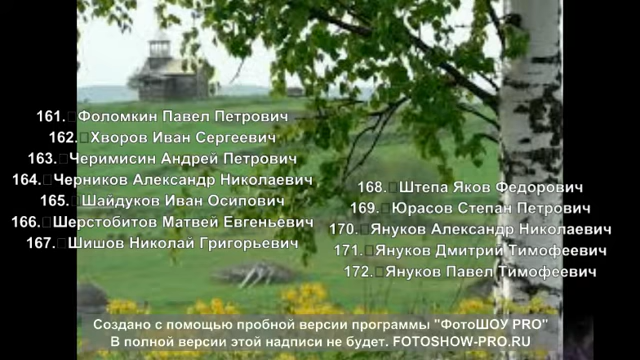 161. Фоломкин Павел Петрович
162. Хворов Иван Сергеевич
163. Черимисин Андрей Петрович
164. Черников Александр Николаевич
165. Шайдуков Иван Осипович
166. Шерстобитов Матвей Евгеньевич
167. Шишов Николай Григорьевич
168. Штепа Яков Федорович
169. Юрасов Степан Петрович
170. Януков Александр Николаевич
171. Януков Дмитрий Тимофеевич
172. Януков Павел Тимофеевич
Создано с помощью пробной версии программы "ФотоШОУ PRO"
В полной версии этой надписи не будет. FOTOSHOW-PRO.RU